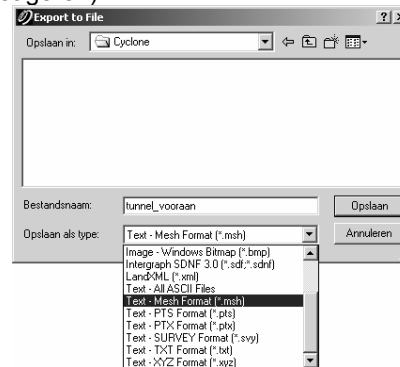 Export to File
Opslaan in: Cyclone
Bestandsnaam: tunnel_vooraan Opslaan
Opslaan als type: Text - Mesh Format (*.msh) Annuleren
Image - Windows Bitmap (*.bmp)
Intergraph SDNF 3.0 (*.sdf;*.sdnf)
LandXML (*.xml)
Text - All ASCII Files
Text - Mesh Format (*.msh)
Text - PTS Format (*.pts)
Text - PTX Format (*.ptx)
Text - SURVEY Format (*.svy)
Text - TXT Format (*.txt)
Text - XYZ Format (*.xyz)